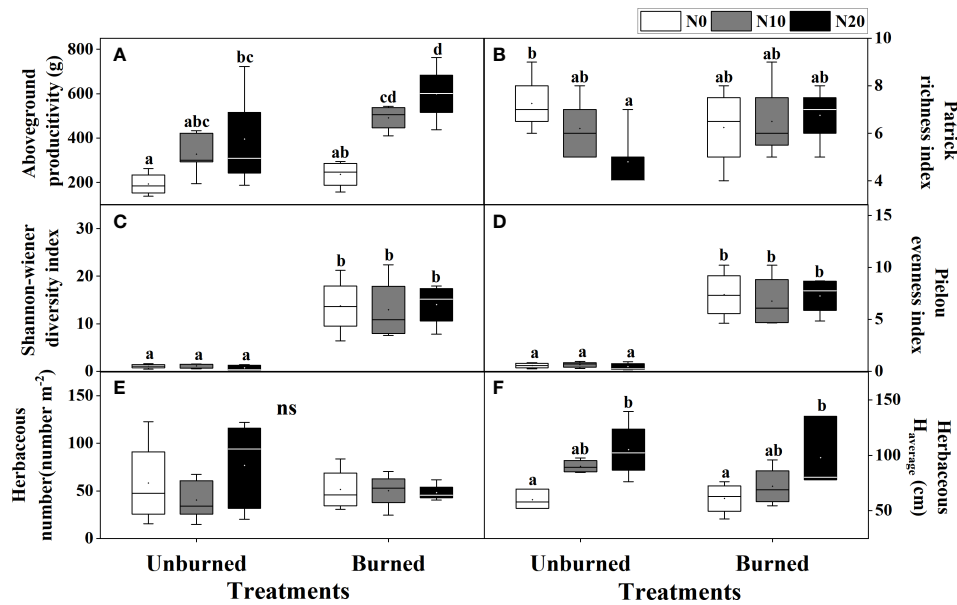 N0 N10 N20
A
Aboveground
producitivity (g)
800
600
400
200
a
abc
bc
ab
cd
d
B
Patrick
richness index
10
8
6
4
b
ab
a
ab
ab
ab
C
Shannon-wiener
diversity index
30
20
10
0
a
a
a
b
b
b
D
Pielou
evenness index
15
10
5
0
a
a
a
b
b
b
E
Herbaceous
number(number m-2)
150
100
50
0
ns
F
Herbaceous
Haverage (cm)
150
100
50
a
ab
b
a
ab
b
Unburned Burned
Treatments
Unburned Burned
Treatments